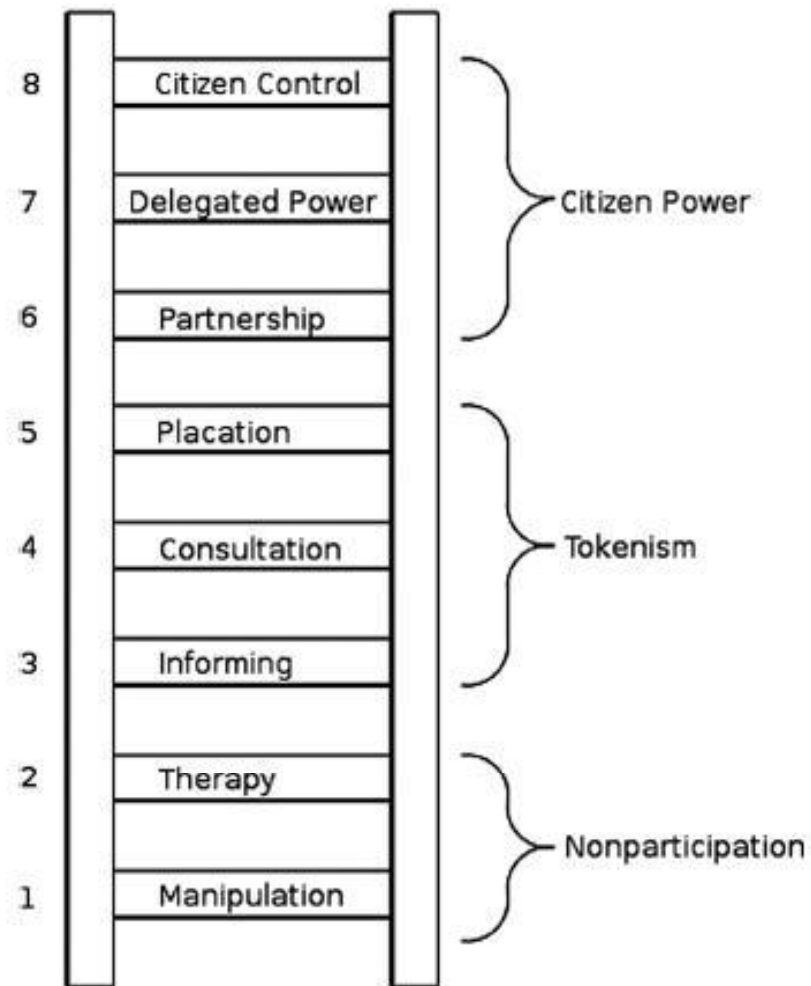 8 Citizen Control
7 Delegated Power Citizen Power
6 Partnership
5 Placation
4 Consultation Tokenism
3 Informing
2 Therapy
Nonparticipation
1 Manipulation